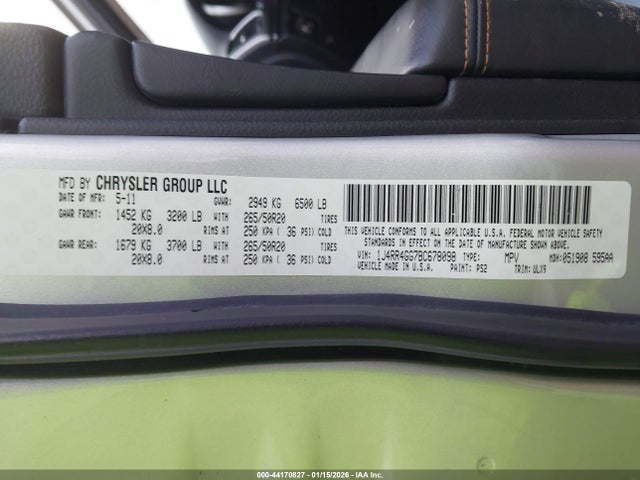 MFD BY CHRYSLER GROUP LLC
DATE OF MFR: 5-11 GVWR: 2949 KG 6500 LB
GAWR FRONT: 1452 KG 3200 LB WITH 265/50R20 TIRES
20X8.0 RIMS AT 250 KPA ( 36 PSI) COLD
GAWR REAR: 1679 KG 3700 LB WITH 265/50R20 TIRES
20X8.0 RIMS AT 250 KPA ( 36 PSI) COLD
THIS VEHICLE CONFORMS TO ALL APPLICABLE U.S.A. FEDERAL MOTOR VEHICLE SAFETY
STANDARDS IN EFFECT ON THE DATE OF MANUFACTURE SHOWN ABOVE.
VIN: 1J4RR4GG7BC678098 TYPE: MPV MDH: 051908 595AA
VEHICLE MADE IN U.S.A. PAINT: PS2 TRIM: ULX9
000-44170827 - 01/15/2026 - IAAI Inc.